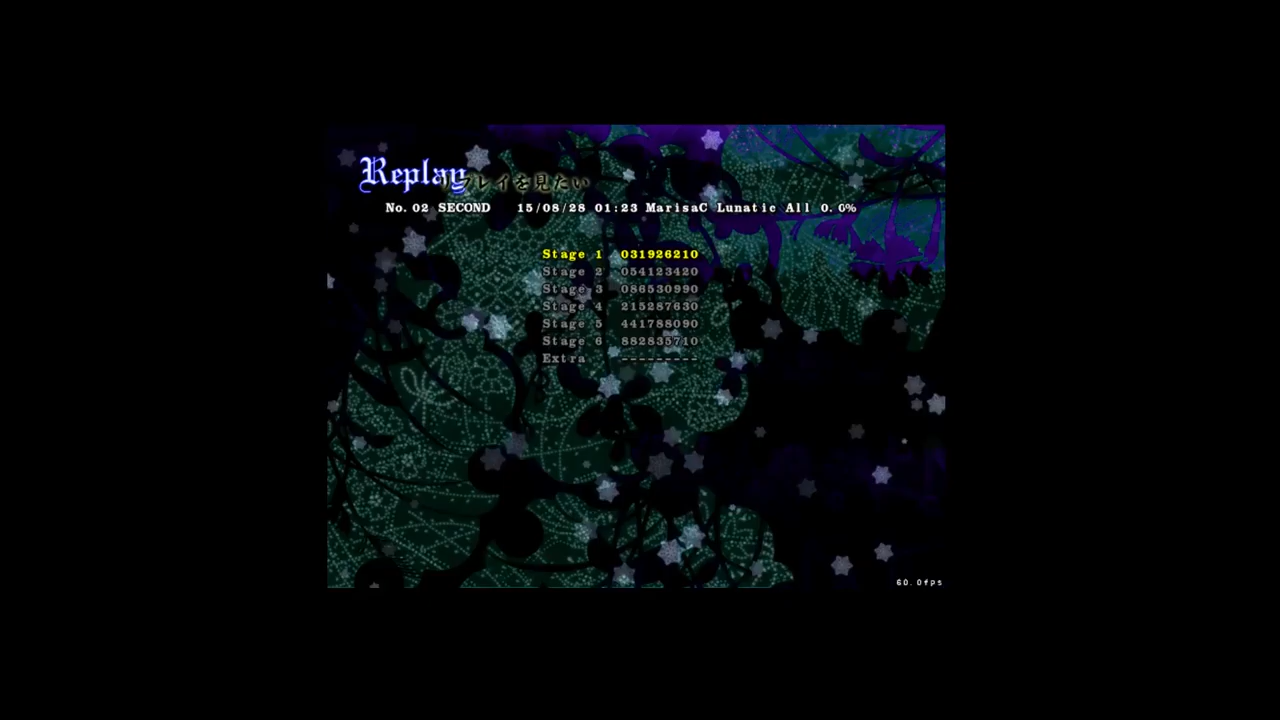 Replay リプレイを見たい
No. 02 SECOND 15/08/28 01:23 MarisaC Lunatic All 0.0%
Stage 1 031926210
Stage 2 054123420
Stage 3 086530990
Stage 4 215287630
Stage 5 441788090
Stage 6 882835710
Extra ---------
60.0fps